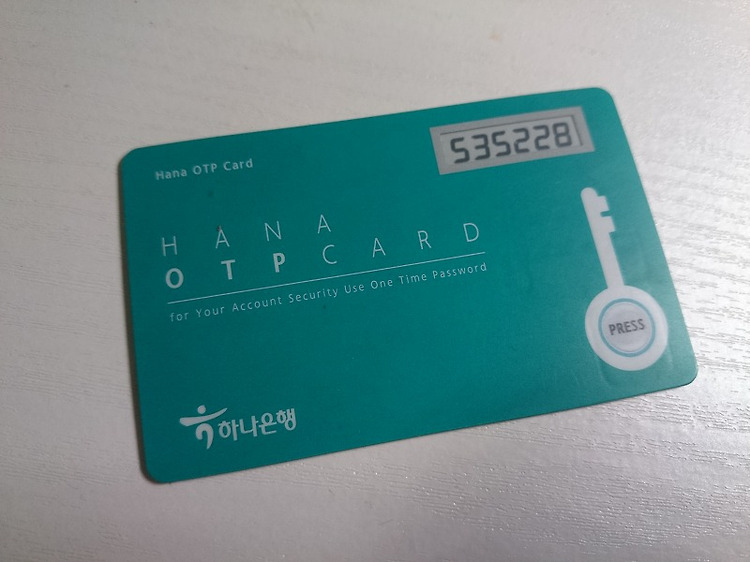 Hana OTP Card
535228
HANA
OTPCARD
for Your Account Security Use One Time Password
PRESS
하나은행